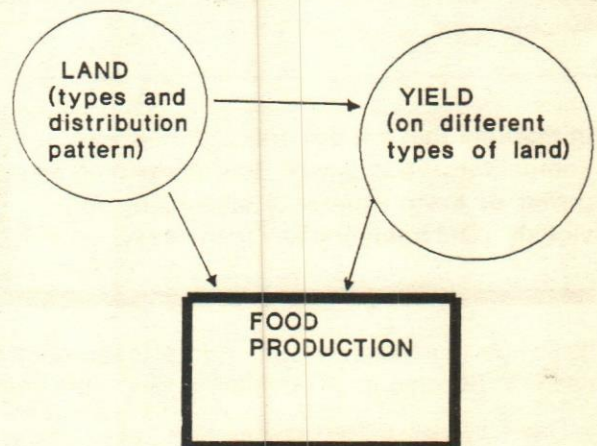 LAND
(types and
distribution
pattern)
YIELD
(on different
types of land)
FOOD
PRODUCTION